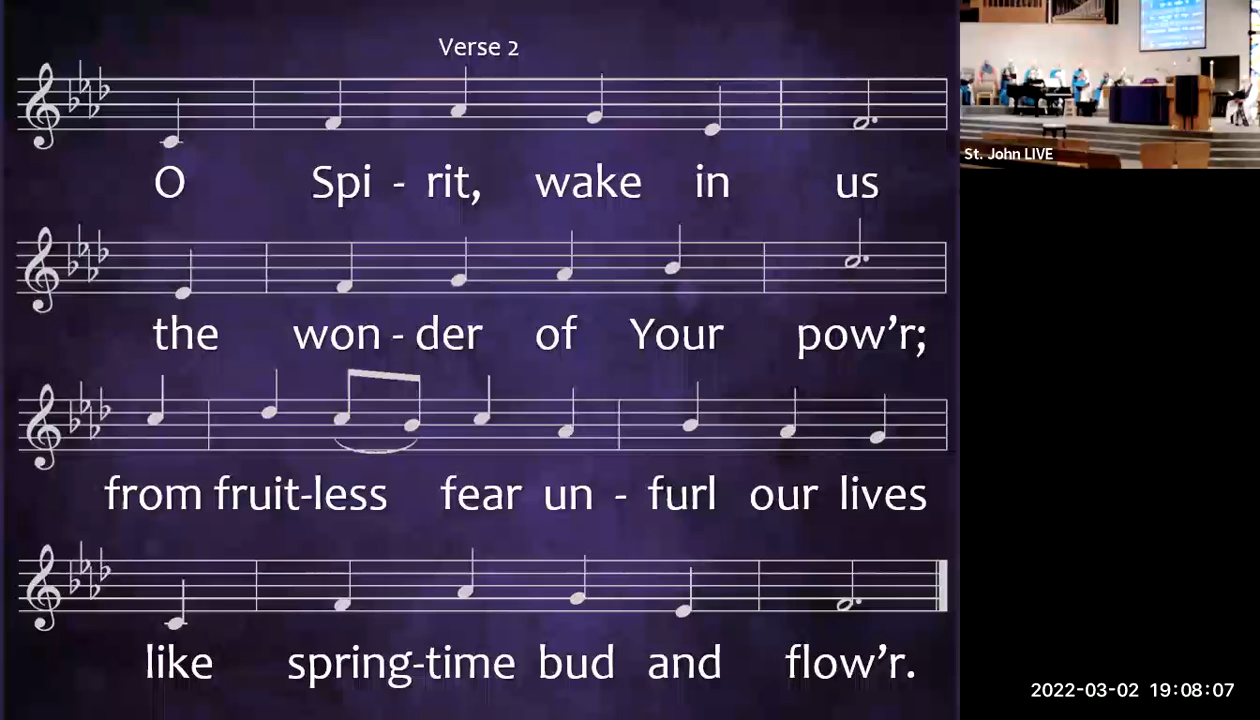 Verse 2
O Spi - rit, wake in us
the won - der of Your pow’r;
from fruit-less fear un - furl our lives
like spring-time bud and flow’r.
St. John LIVE
2022-03-02 19:08:07